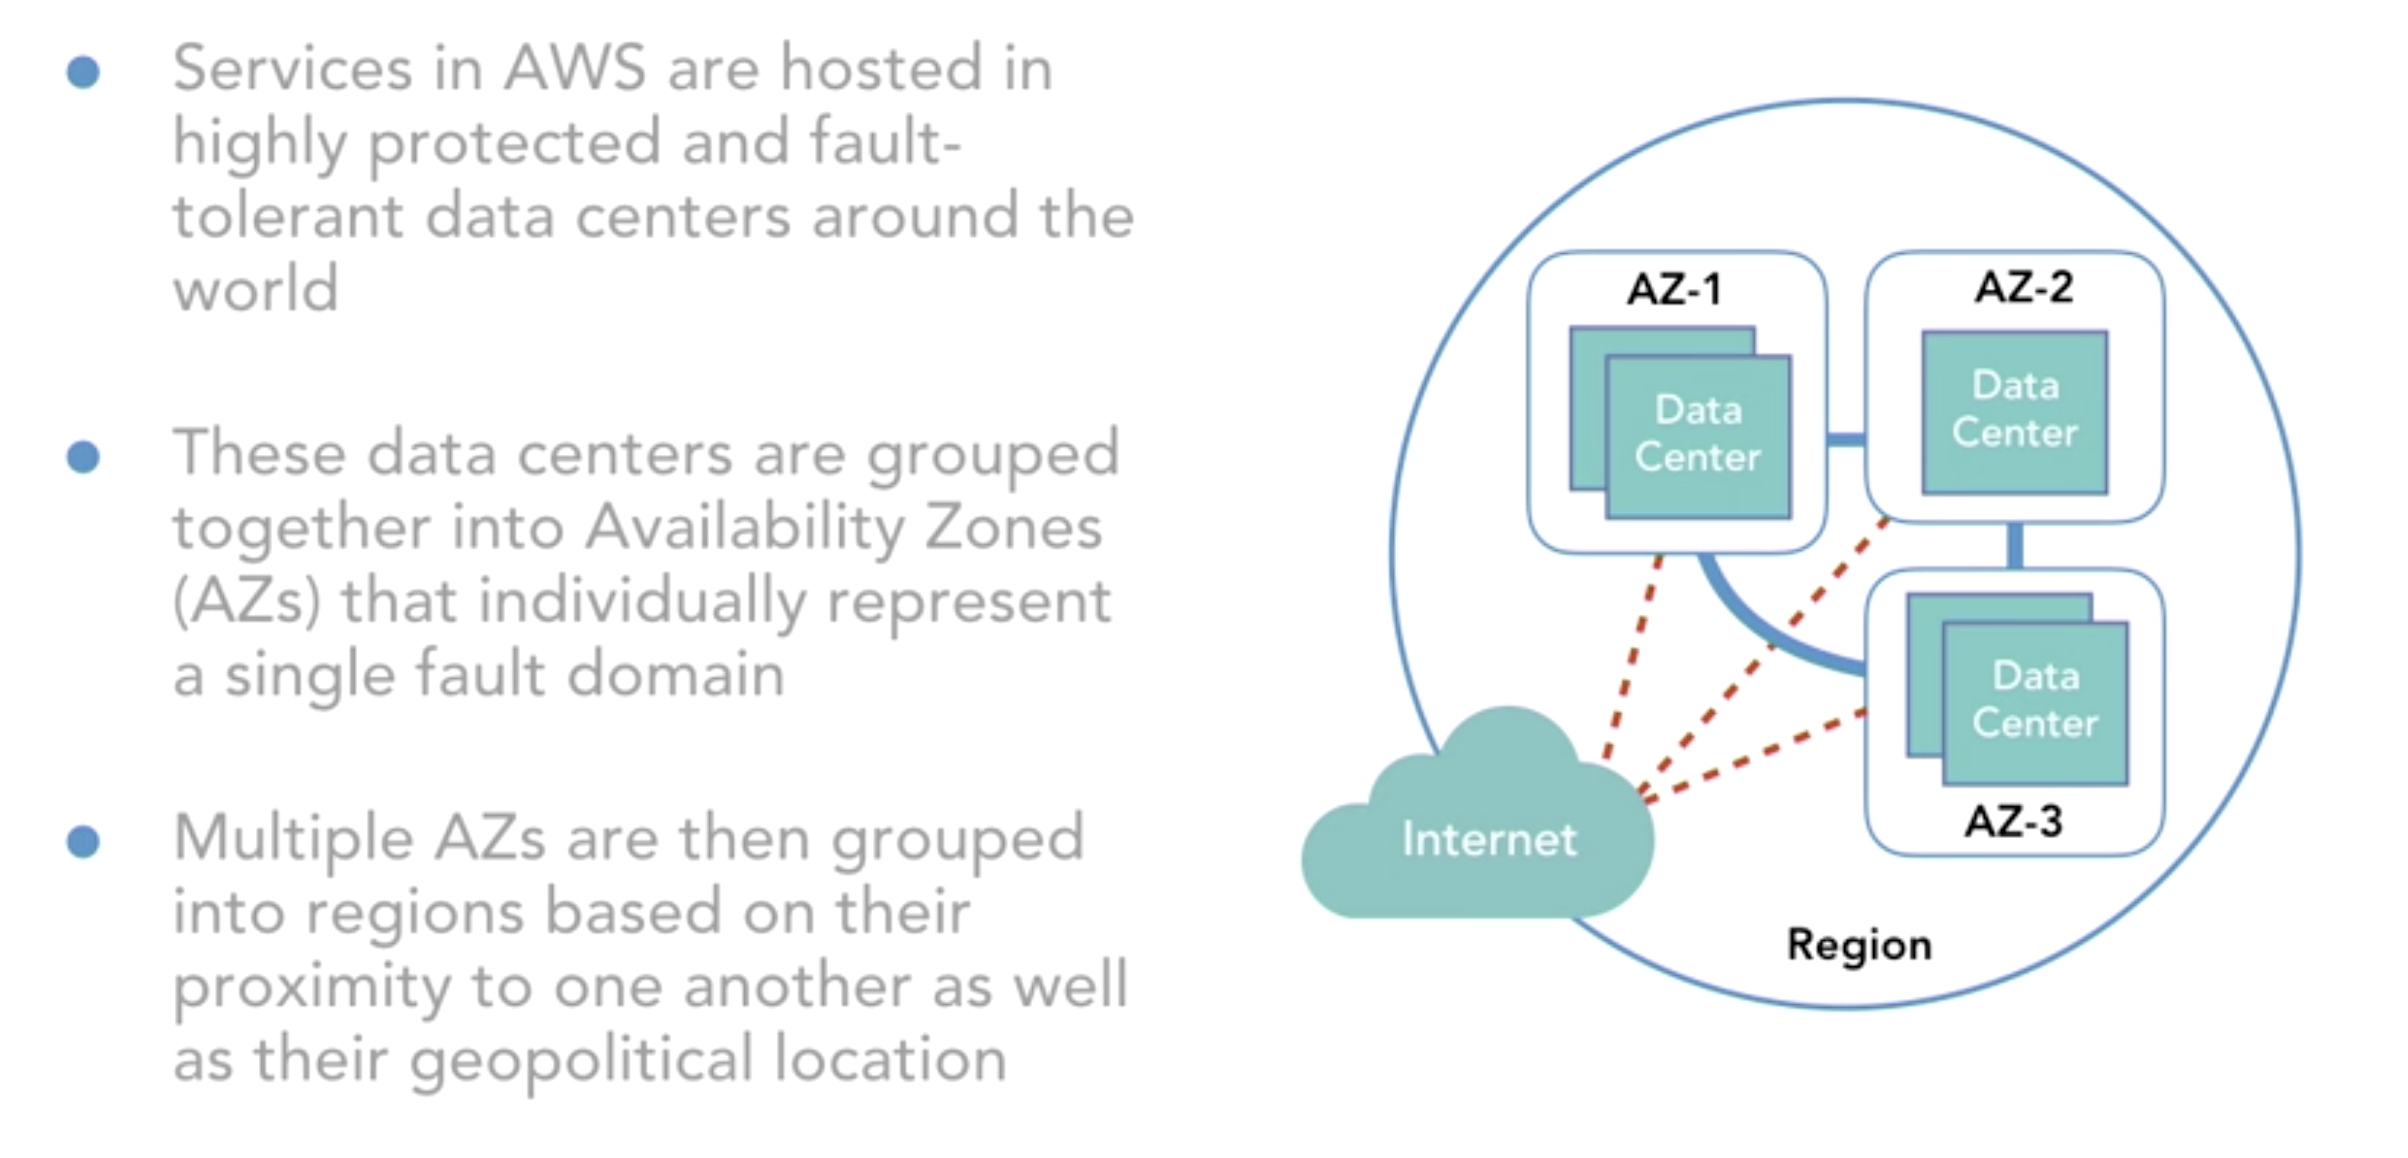 Services in AWS are hosted in
highly protected and fault-
tolerant data centers around the
world
These data centers are grouped
together into Availability Zones
(AZs) that individually represent
a single fault domain
Multiple AZs are then grouped
into regions based on their
proximity to one another as well
as their geopolitical location
AZ-1
Data
Center
AZ-2
Data
Center
Data
Center
AZ-3
Internet
Region